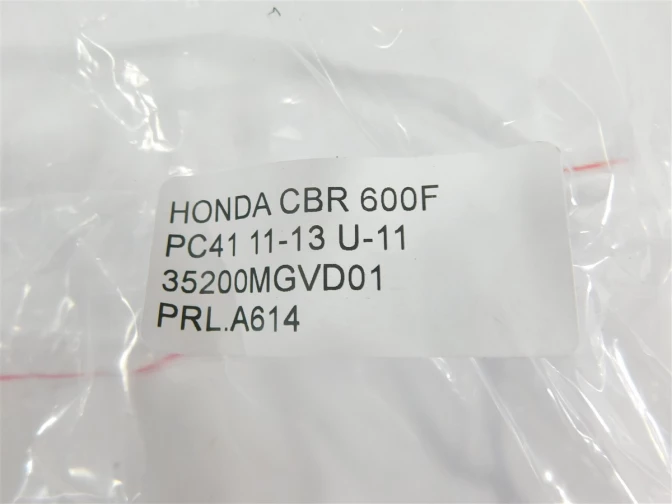 HONDA CBR 600F
PC41 11-13 U-11
35200MGVD01
PRL.A614